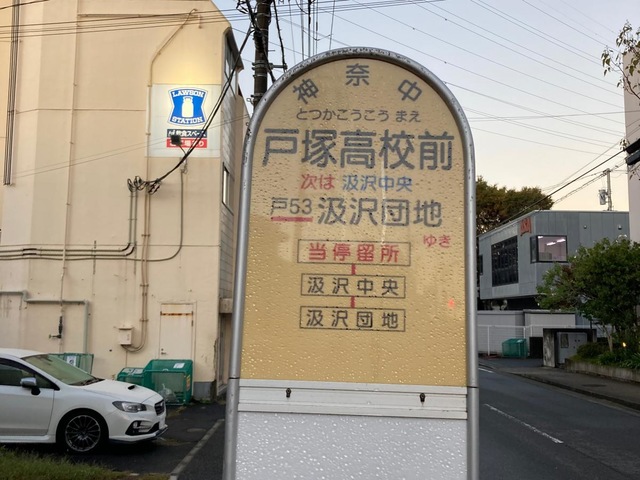 神奈中
とつかこうこうまえ
戸塚高校前
次は 汲沢中央
戸53 汲沢団地
ゆき
当停留所
汲沢中央
汲沢団地
LAWSON
STATION